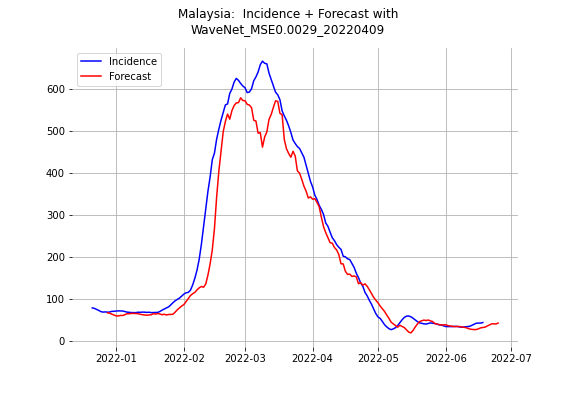 Malaysia:  Incidence + Forecast with
WaveNet_MSE0.0029_20220409
Incidence
Forecast
600
500
400
300
200
100
0
2022-01 2022-02 2022-03 2022-04 2022-05 2022-06 2022-07